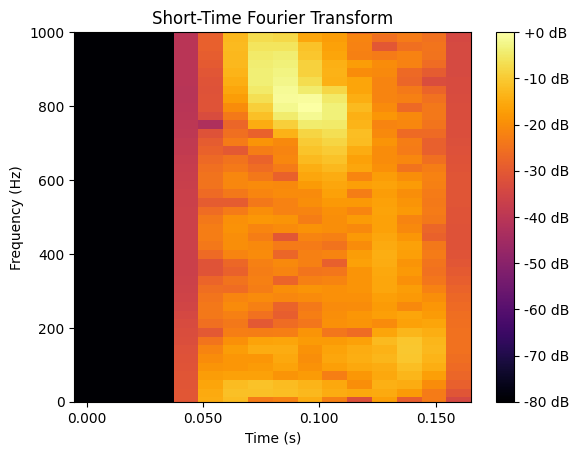 Short-Time Fourier Transform
1000
800
600
400
200
0
Frequency (Hz)
0.000
0.050
0.100
0.150
Time (s)
+0 dB
-10 dB
-20 dB
-30 dB
-40 dB
-50 dB
-60 dB
-70 dB
-80 dB